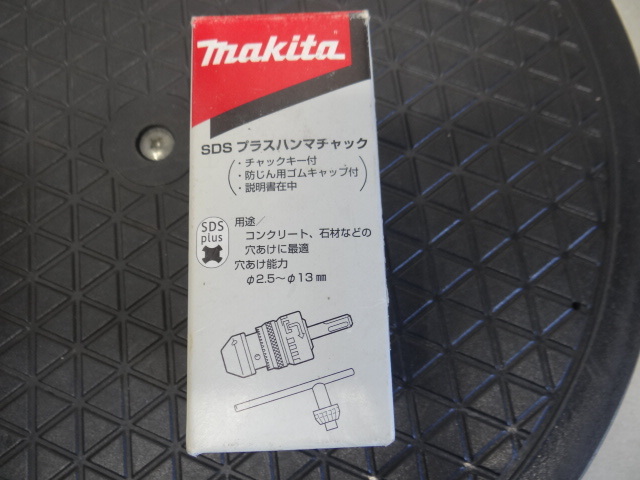 makita
SDS プラスハンマチャック
・チャックキー付
・防じん用ゴムキャップ付
・説明書在中
SDS
plus
用途／
コンクリート、石材などの
穴あけに最適
穴あけ能力
φ2.5～φ13㎜